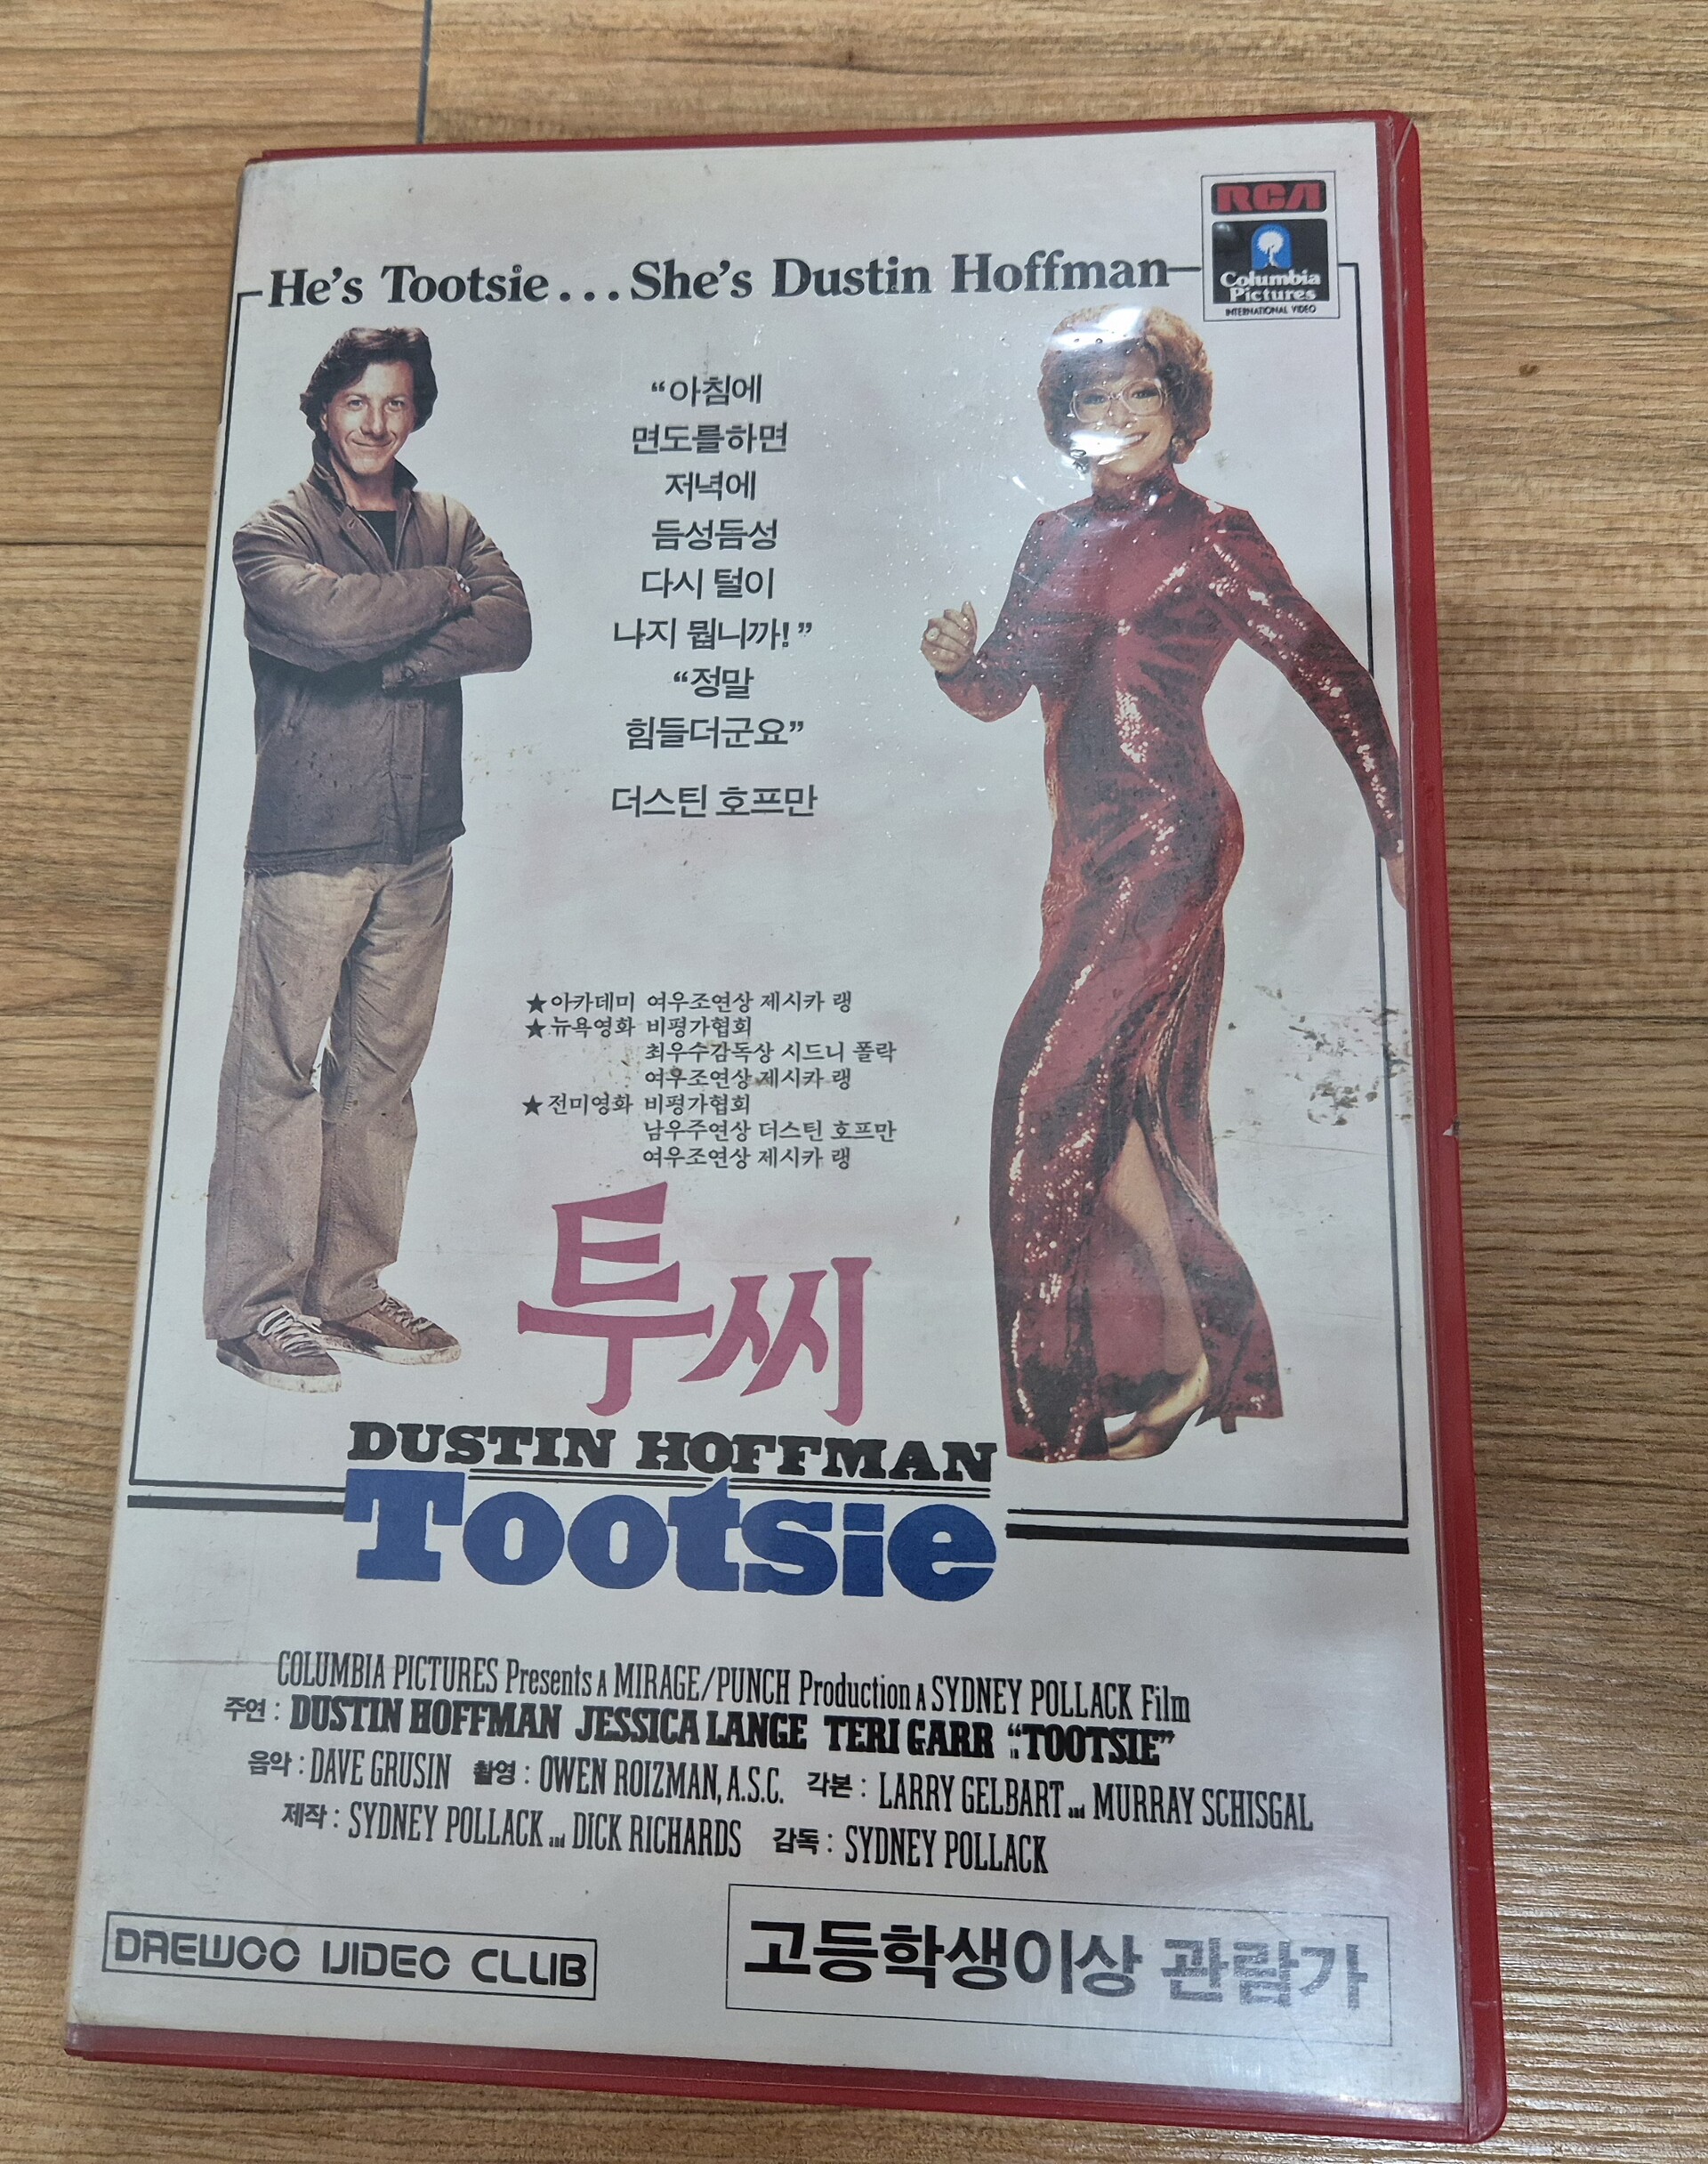 RCA
Columbia
Pictures
INTERNATIONAL VIDEO
He's Tootsie...She's Dustin Hoffman
“아침에
면도를하면
저녁에
듬성듬성
다시 털이
나지 뭡니까!”
“정말
힘들더군요”
더스틴 호프만
★아카데미 여우조연상 제시카 랭
★뉴욕영화 비평가협회
최우수감독상 시드니 폴락
여우조연상 제시카 랭
★전미영화 비평가협회
남우주연상 더스틴 호프만
여우조연상 제시카 랭
투씨
DUSTIN HOFFMAN
Tootsie
COLUMBIA PICTURES Presents A MIRAGE/PUNCH Production A SYDNEY POLLACK Film
주연 : DUSTIN HOFFMAN JESSICA LANGE TERI GARR “TOOTSIE”
음악 : DAVE GRUSIN 촬영 : OWEN ROIZMAN, A.S.C. 각본 : LARRY GELBART and MURRAY SCHISGAL
제작 : SYDNEY POLLACK and DICK RICHARDS 감독 : SYDNEY POLLACK
DAEWOO VIDEO CLUB
고등학생이상 관람가